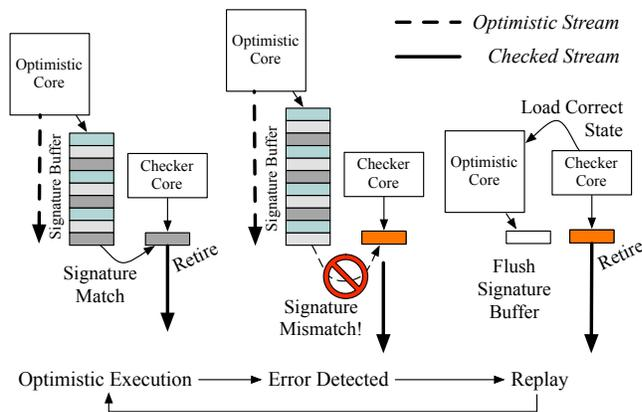 Optimistic Stream
Checked Stream
Optimistic
Core
Signature Buffer
Checker
Core
Signature
Match
Retire
Optimistic
Core
Signature Buffer
Checker
Core
Signature
Mismatch!
Load Correct
State
Optimistic
Core
Checker
Core
Retire
Flush
Signature
Buffer
Optimistic Execution
Error Detected
Replay